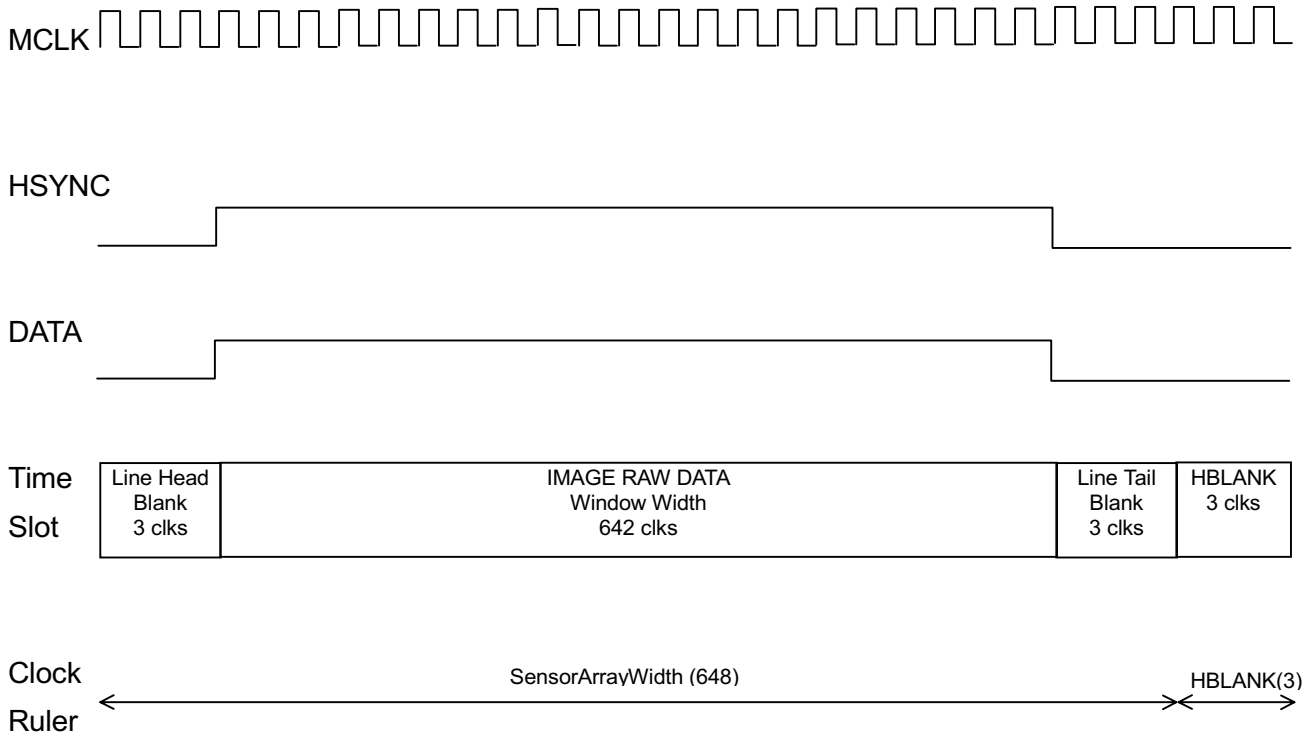 MCLK
HSYNC
DATA
Time
Slot
Line Head
Blank
3 clks
IMAGE RAW DATA
Window Width
642 clks
Line Tail
Blank
3 clks
HBLANK
3 clks
Clock
Ruler
SensorArrayWidth (648)
HBLANK(3)